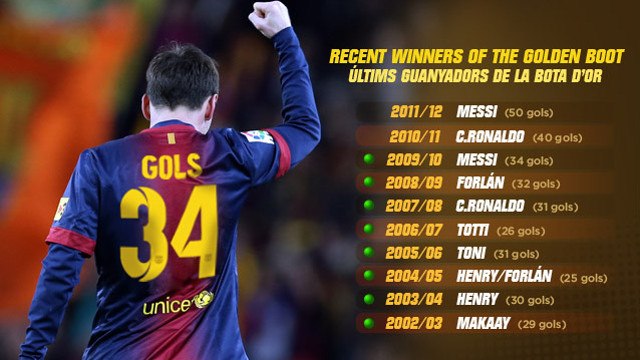 RECENT WINNERS OF THE GOLDEN BOOT
ÚLTIMS GUANYADORS DE LA BOTA D'OR
2011/12 MESSI (50 gols)
2010/11 C.RONALDO (40 gols)
2009/10 MESSI (34 gols)
2008/09 FORLÁN (32 gols)
2007/08 C.RONALDO (31 gols)
2006/07 TOTTI (26 gols)
2005/06 TONI (31 gols)
2004/05 HENRY/FORLÁN (25 gols)
2003/04 HENRY (30 gols)
2002/03 MAKAAY (29 gols)
GOLS
34
unicef